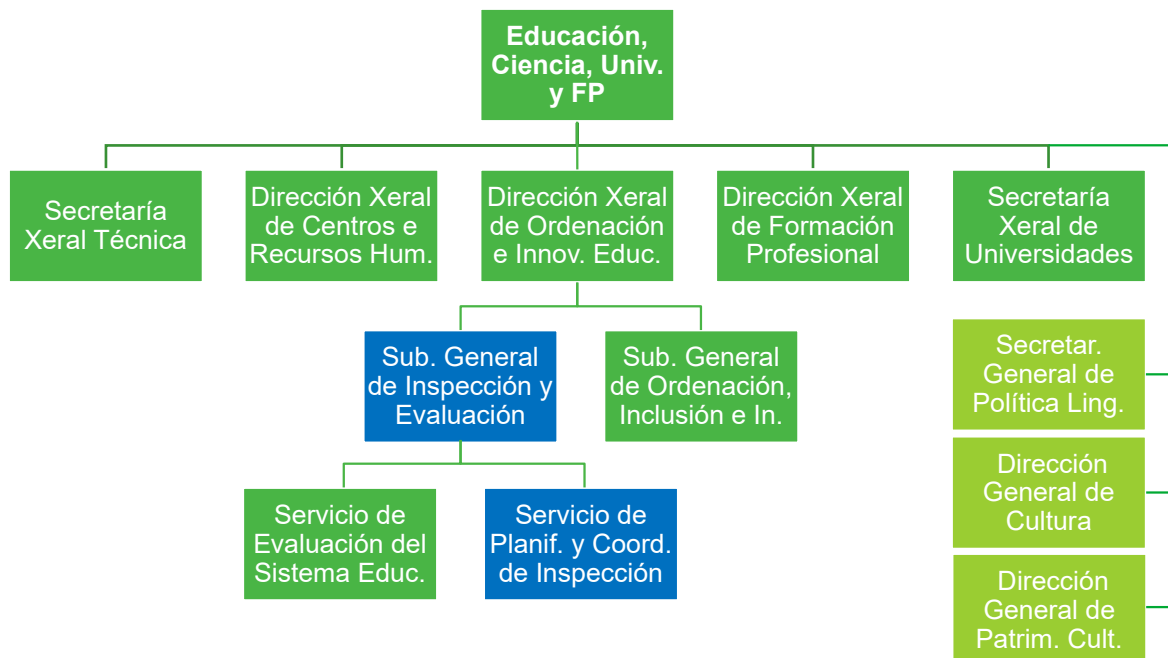 Educación,
Ciencia, Univ.
y FP
Secretaría
Xeral Técnica
Dirección Xeral
de Centros e
Recursos Hum.
Dirección Xeral
de Ordenación
e Innov. Educ.
Dirección Xeral
de Formación
Profesional
Secretaría
Xeral de
Universidades
Sub. General
de Inspección y
Evaluación
Sub. General
de Ordenación,
Inclusión e In.
Secretar.
General de
Política Ling.
Dirección
General de
Cultura
Servicio de
Evaluación del
Sistema Educ.
Servicio de
Planif. y Coord.
de Inspección
Dirección
General de
Patrim. Cult.